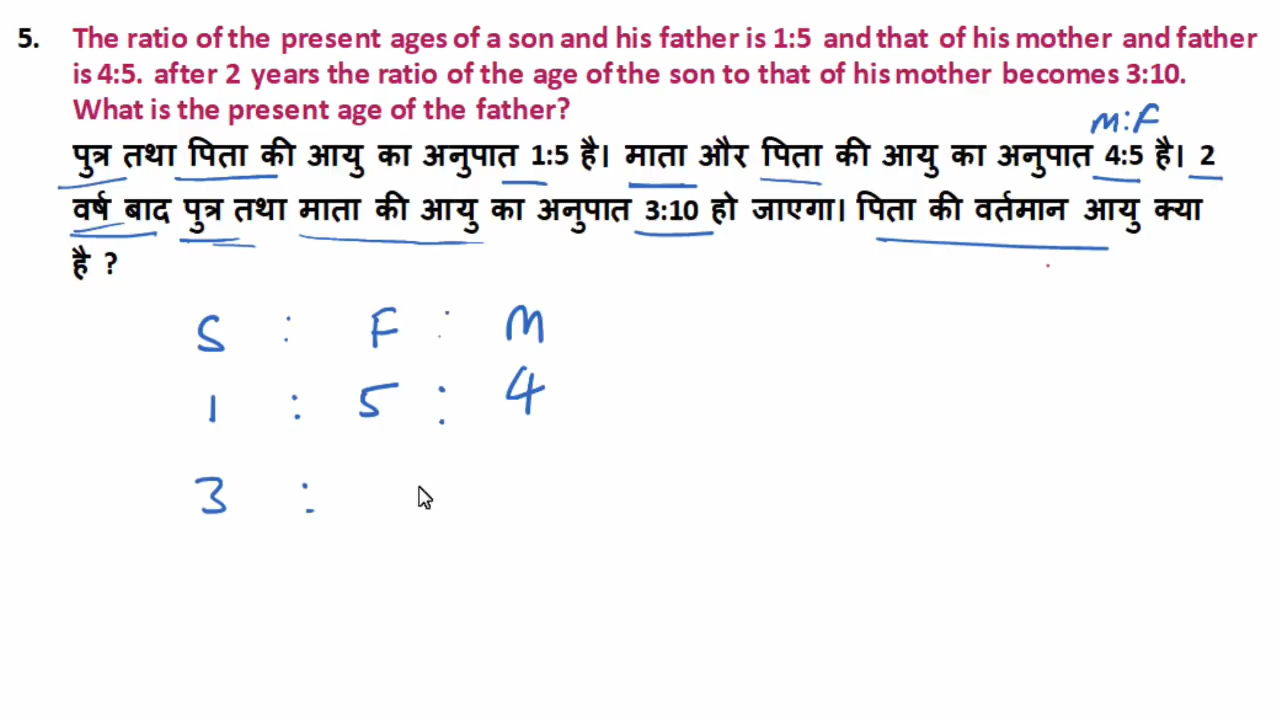 5. The ratio of the present ages of a son and his father is 1:5 and that of his mother and father
is 4:5. after 2 years the ratio of the age of the son to that of his mother becomes 3:10.
What is the present age of the father?
M:F
पुत्र तथा पिता की आयु का अनुपात 1:5 है। माता और पिता की आयु का अनुपात 4:5 है। 2
वर्ष बाद पुत्र तथा माता की आयु का अनुपात 3:10 हो जाएगा। पिता की वर्तमान आयु क्या
है ?
S : F : M
1 : 5 : 4
3 :